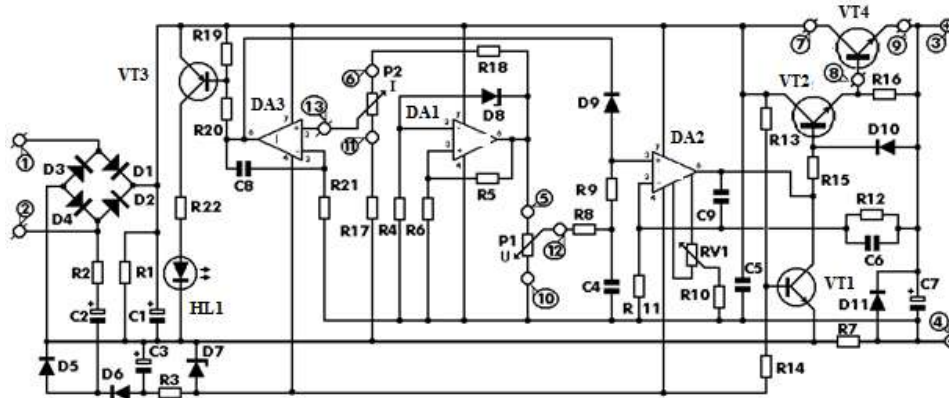 VT4
R19
⑦
⑨
③
VT3
⑥
P2
I
R18
VT2
⑧
R16
R20
DA3
⑬
DA1
D8
D9
DA2
R13
D10
①
D3
D1
⑪
C8
R21
R5
R9
R15
R12
②
D4
D2
R22
R17
R4
R6
⑤
P1
U
⑫
R8
C9
C6
R2
R1
HL1
⑩
C4
R 11
RV1
R10
C5
VT1
D11
C7
C2
C1
④
D5
C3
D7
R7
D6
R3
R14